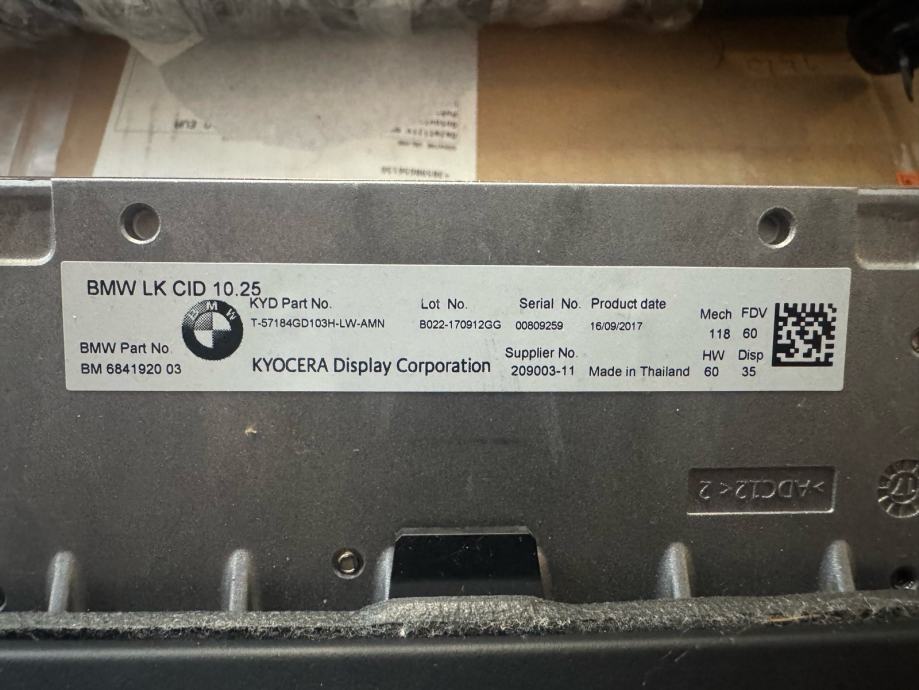 BMW LK CID 10.25
KYD Part No.
T-57184GD103H-LW-AMN
Lot No.
B022-170912GG
Serial No.
00809259
Product date
16/09/2017
Mech FDV
118 60
HW Disp
60 35
BMW Part No.
BM 6841920 03
BMW
KYOCERA Display Corporation
Supplier No.
209003-11
Made in Thailand
>ADC12<2
17